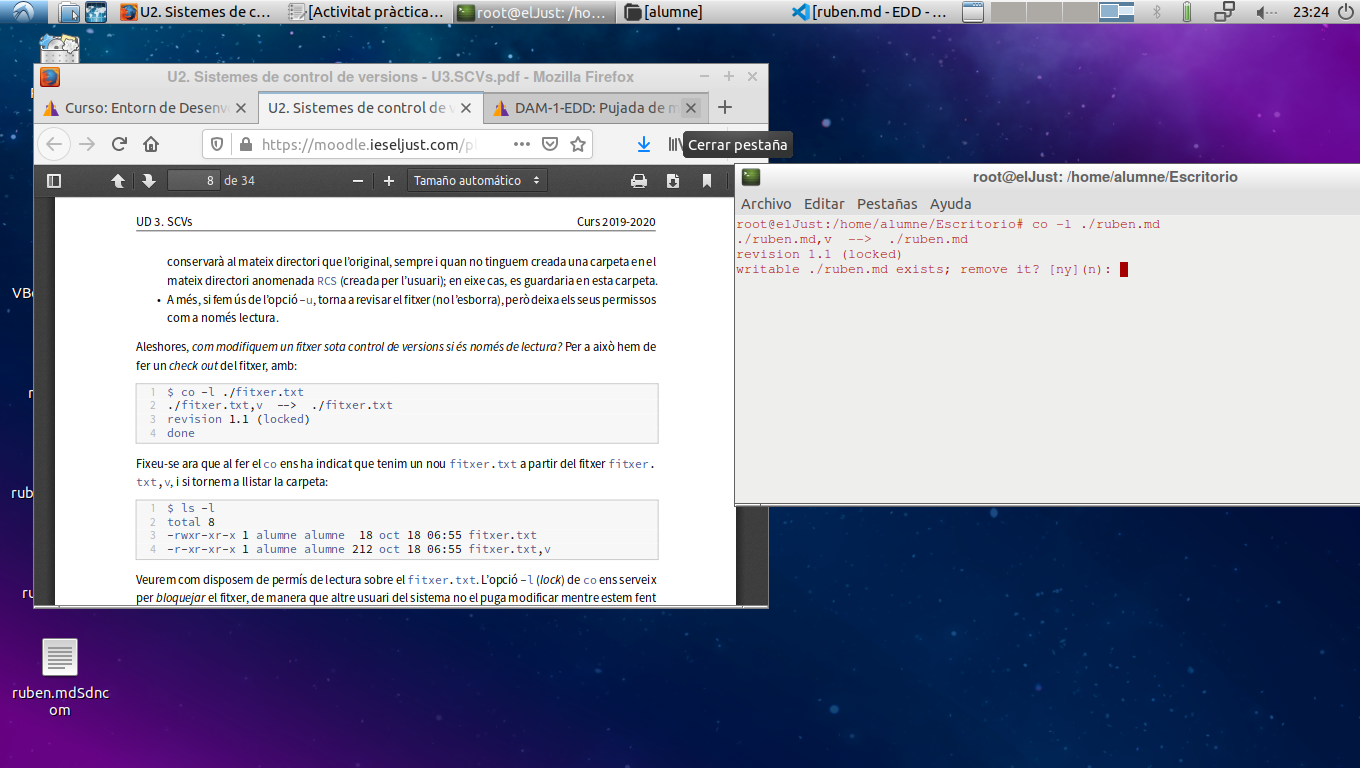 U2. Sistemes de c...
[Activitat pràctica...
root@elJust: /ho...
[alumne]
[ruben.md - EDD - ...
23:24
U2. Sistemes de control de versions - U3.SCVs.pdf - Mozilla Firefox
Curso: Entorn de Desenv
U2. Sistemes de control de v
DAM-1-EDD: Pujada de m
https://moodle.ieseljust.com/pl
Cerrar pestaña
8 de 34
Tamaño automático
UD 3. SCVs
Curs 2019-2020
conservarà al mateix directori que l'original, sempre i quan no tinguem creada una carpeta en el
mateix directori anomenada RCS (creada per l'usuari); en eixe cas, es guardaria en esta carpeta.
• A més, si fem ús de l'opció -u, torna a revisar el fitxer (no l'esborra), però deixa els seus permissos
com a només lectura.
Aleshores, com modifiquem un fitxer sota control de versions si és només de lectura? Per a això hem de
fer un check out del fitxer, amb:
1 $ co -l ./fitxer.txt
2 ./fitxer.txt,v --> ./fitxer.txt
3 revision 1.1 (locked)
4 done
Fixeu-se ara que al fer el co ens ha indicat que tenim un nou fitxer.txt a partir del fitxer fitxer.
txt,v, i si tornem a llistar la carpeta:
1 $ ls -l
2 total 8
3 -rwxr-xr-x 1 alumne alumne 18 oct 18 06:55 fitxer.txt
4 -r-xr-xr-x 1 alumne alumne 212 oct 18 06:55 fitxer.txt,v
Veurem com disposem de permís de lectura sobre el fitxer.txt. L'opció -l (lock) de co ens serveix
per bloquejar el fitxer, de manera que altre usuari del sistema no el puga modificar mentre estem fent
root@elJust: /home/alumne/Escritorio
Archivo Editar Pestañas Ayuda
root@elJust:/home/alumne/Escritorio# co -l ./ruben.md
./ruben.md,v --> ./ruben.md
revision 1.1 (locked)
writable ./ruben.md exists; remove it? [ny](n):
VB
rub
ru
ruben.mdSdnc
om